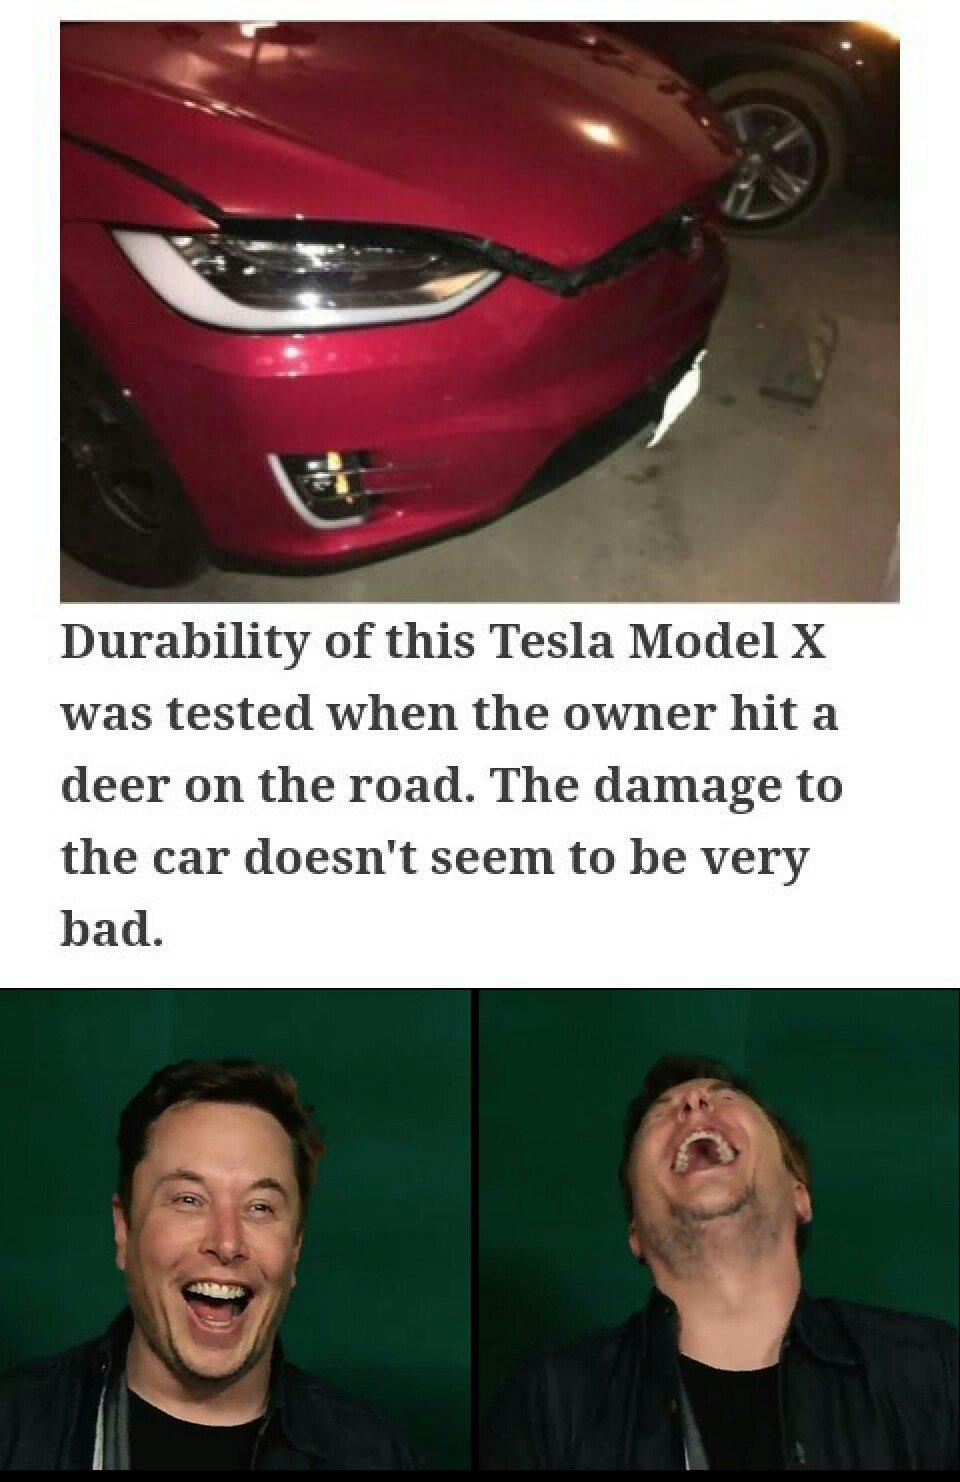 Durability of this Tesla Model X
was tested when the owner hit a
deer on the road. The damage to
the car doesn't seem to be very
bad.